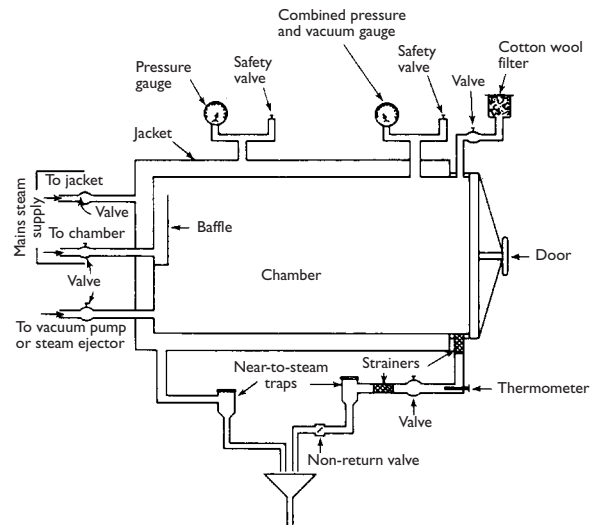 Combined pressure
and vacuum gauge
Cotton wool
filter
Safety
valve
Safety
valve
Pressure
gauge
Valve
Jacket
Mains steam
supply
To jacket
Valve
Baffle
To chamber
Door
Chamber
Valve
To vacuum pump
or steam ejector
Strainers
Near-to-steam
traps
Thermometer
Valve
Non-return valve